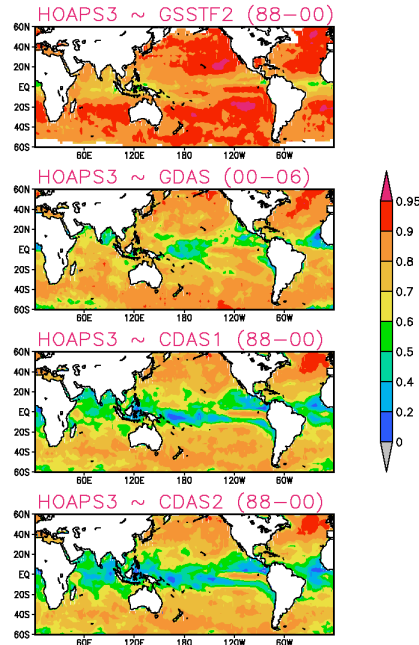 HOAPS3 ~ GSSTF2 (88-00)
60N
40N
20N
EQ
20S
40S
60S
60E 120E 180 120W 60W
HOAPS3 ~ GDAS (00-06)
60N
40N
20N
EQ
20S
40S
60S
60E 120E 180 120W 60W
HOAPS3 ~ CDAS1 (88-00)
60N
40N
20N
EQ
20S
40S
60S
60E 120E 180 120W 60W
HOAPS3 ~ CDAS2 (88-00)
60N
40N
20N
EQ
20S
40S
60S
60E 120E 180 120W 60W
0.95
0.9
0.8
0.7
0.6
0.5
0.4
0.2
0